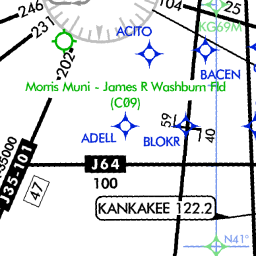 246
231
ACITO
104
25
KG69M
202
BACEN
Morris Muni - James R Washburn Fld
(C09)
59
40
ADELL
BLOKR
35000
J64
100
J35-101
47
KANKAKEE 122.2
N41°